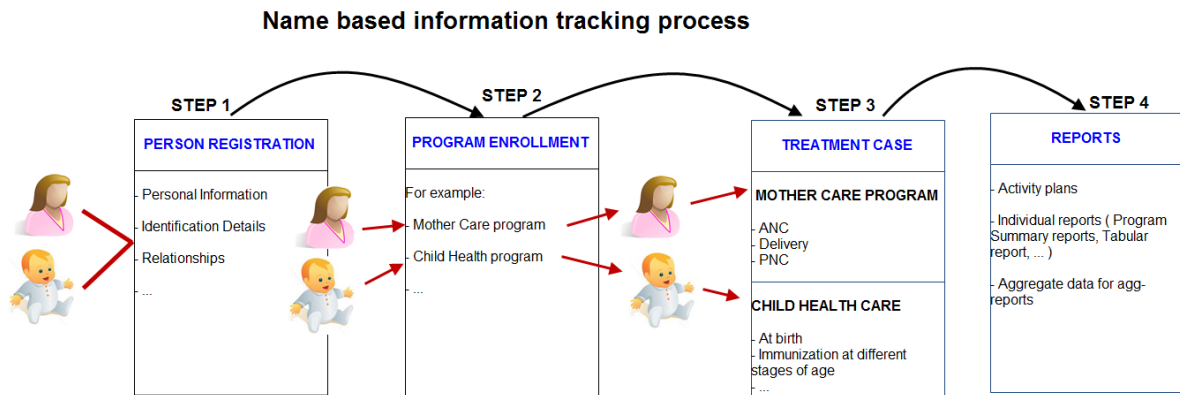 Name based information tracking process
STEP 1
PERSON REGISTRATION
- Personal Information
- Identification Details
- Relationships
- ...
STEP 2
PROGRAM ENROLLMENT
For example:
- Mother Care program
- Child Health program
- ...
STEP 3
TREATMENT CASE
MOTHER CARE PROGRAM
- ANC
- Delivery
- PNC
CHILD HEALTH CARE
- At birth
- Immunization at different
stages of age
- ...
STEP 4
REPORTS
- Activity plans
- Individual reports ( Program
Summary reports, Tabular
report, ... )
- Aggregate data for agg-
reports